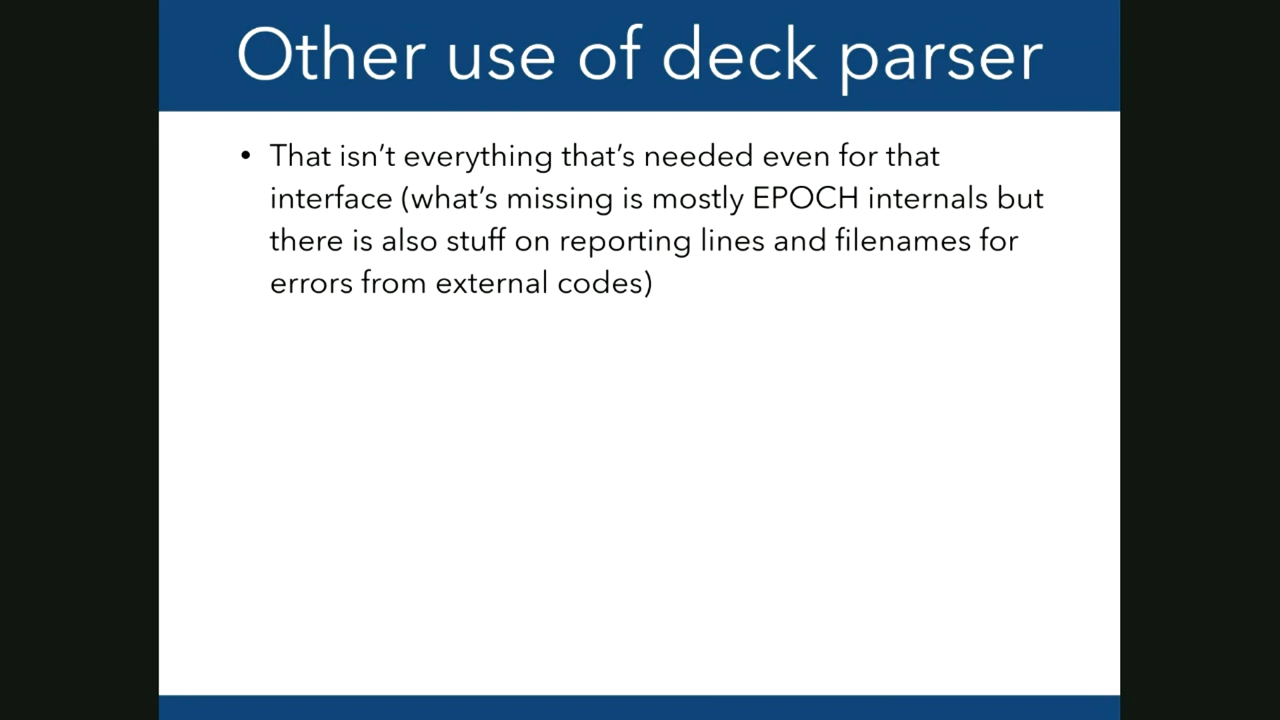 Other use of deck parser
• That isn’t everything that’s needed even for that
interface (what’s missing is mostly EPOCH internals but
there is also stuff on reporting lines and filenames for
errors from external codes)